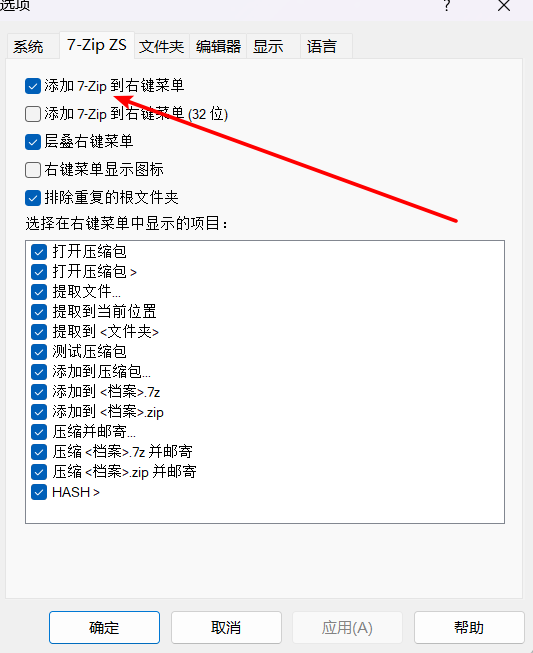 选项
系统 7-Zip ZS 文件夹 编辑器 显示 语言
添加 7-Zip 到右键菜单
添加 7-Zip 到右键菜单 (32 位)
层叠右键菜单
右键菜单显示图标
排除重复的根文件夹
选择在右键菜单中显示的项目：
打开压缩包
打开压缩包 >
提取文件...
提取到当前位置
提取到 <文件夹>
测试压缩包
添加到压缩包...
添加到 <档案>.7z
添加到 <档案>.zip
压缩并邮寄...
压缩 <档案>.7z 并邮寄
压缩 <档案>.zip 并邮寄
HASH >
确定 取消 应用(A) 帮助